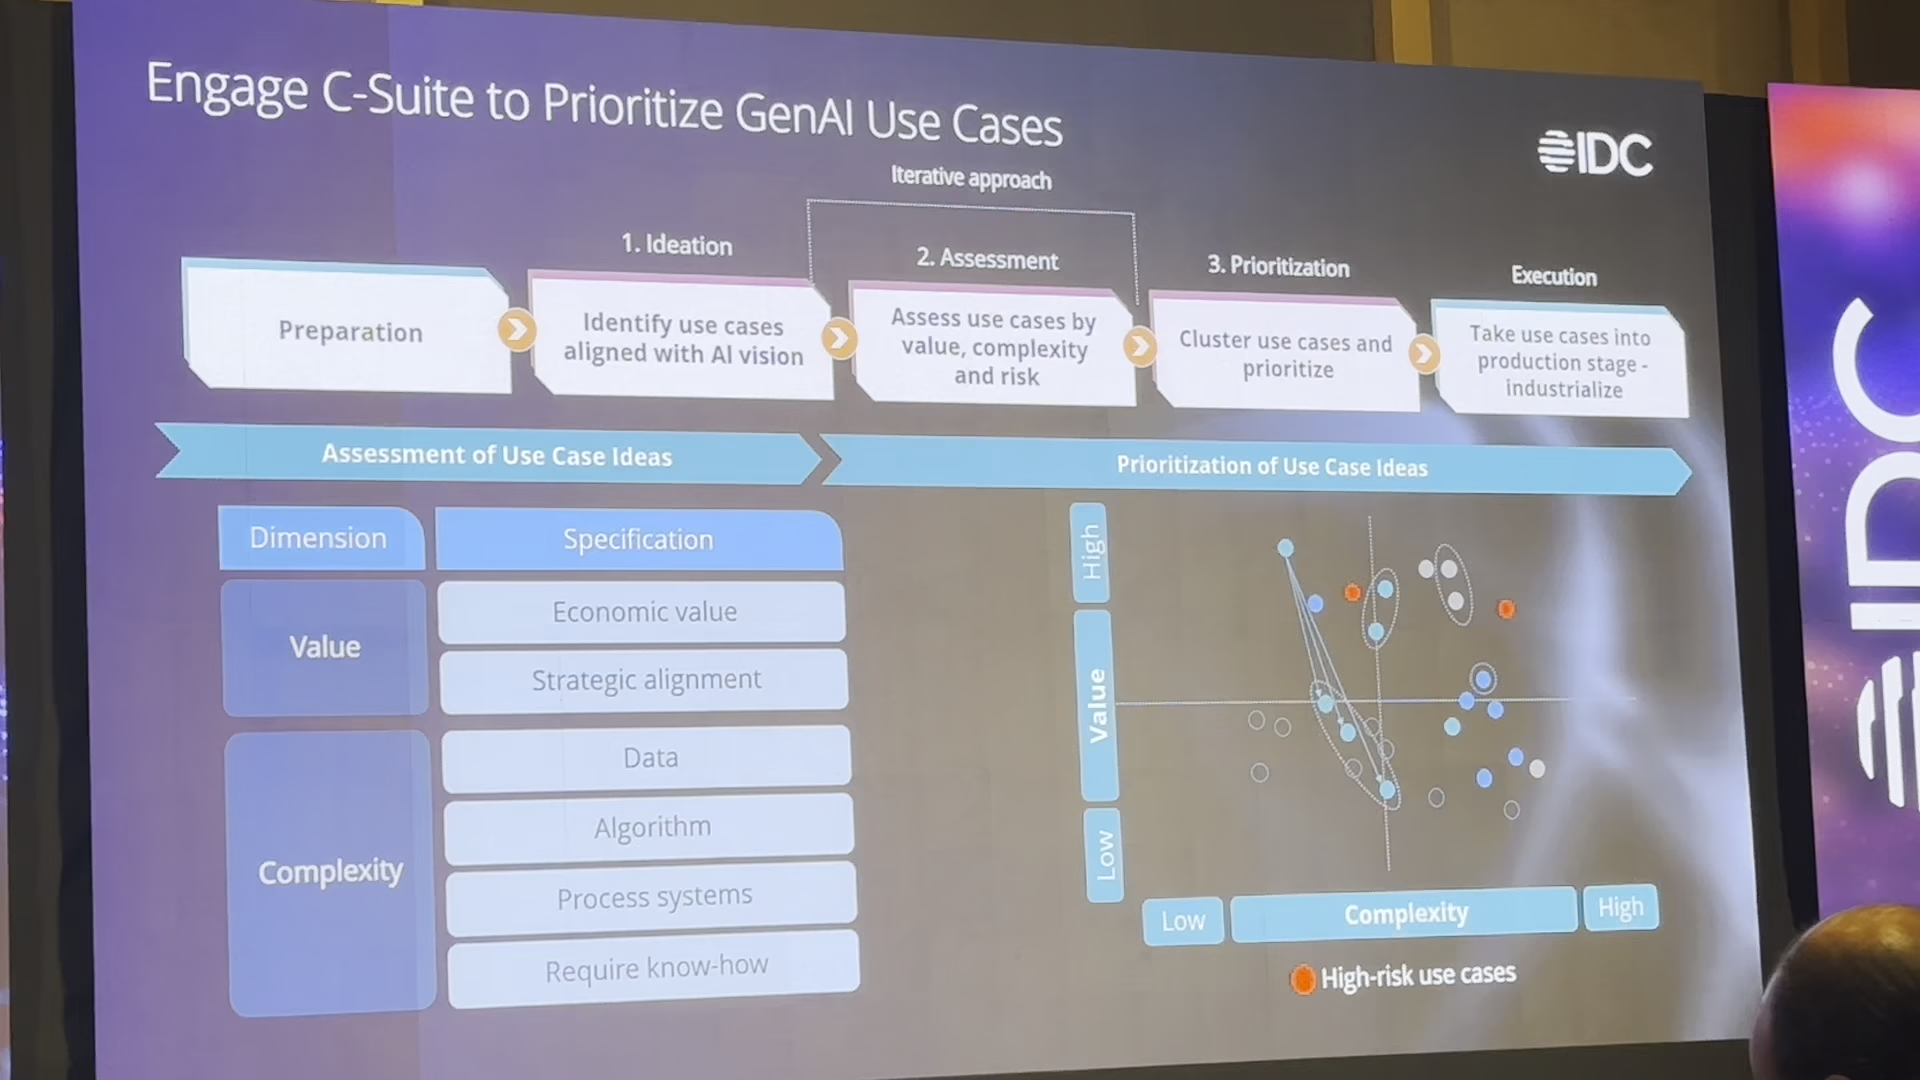 Engage C-Suite to Prioritize GenAI Use Cases
IDC
Iterative approach
1. Ideation
2. Assessment
3. Prioritization
Execution
Preparation
Identify use cases
aligned with AI vision
Assess use cases by
value, complexity
and risk
Cluster use cases and
prioritize
Take use cases into
production stage -
industrialize
Assessment of Use Case Ideas
Prioritization of Use Case Ideas
Dimension
Specification
Value
Economic value
Strategic alignment
Complexity
Data
Algorithm
Process systems
Require know-how
High
Value
Low
Low
Complexity
High
High-risk use cases
IDC